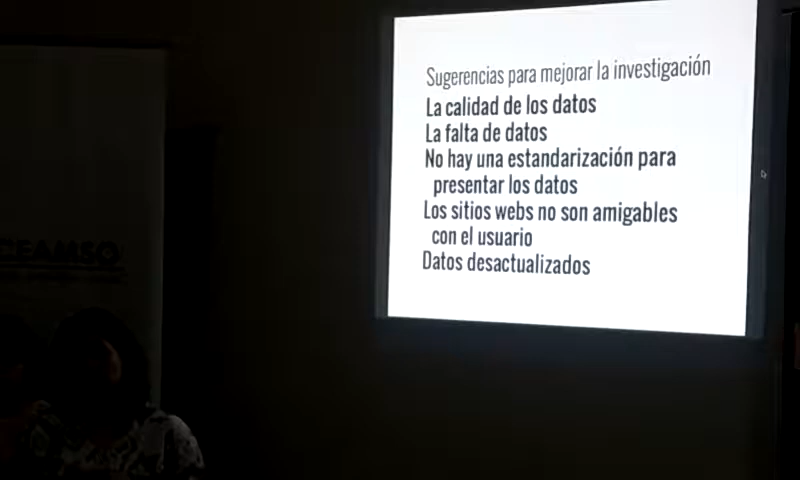 Sugerencias para mejorar la investigación
La calidad de los datos
La falta de datos
No hay una estandarización para
presentar los datos
Los sitios webs no son amigables
con el usuario
Datos desactualizados
CEAMSO